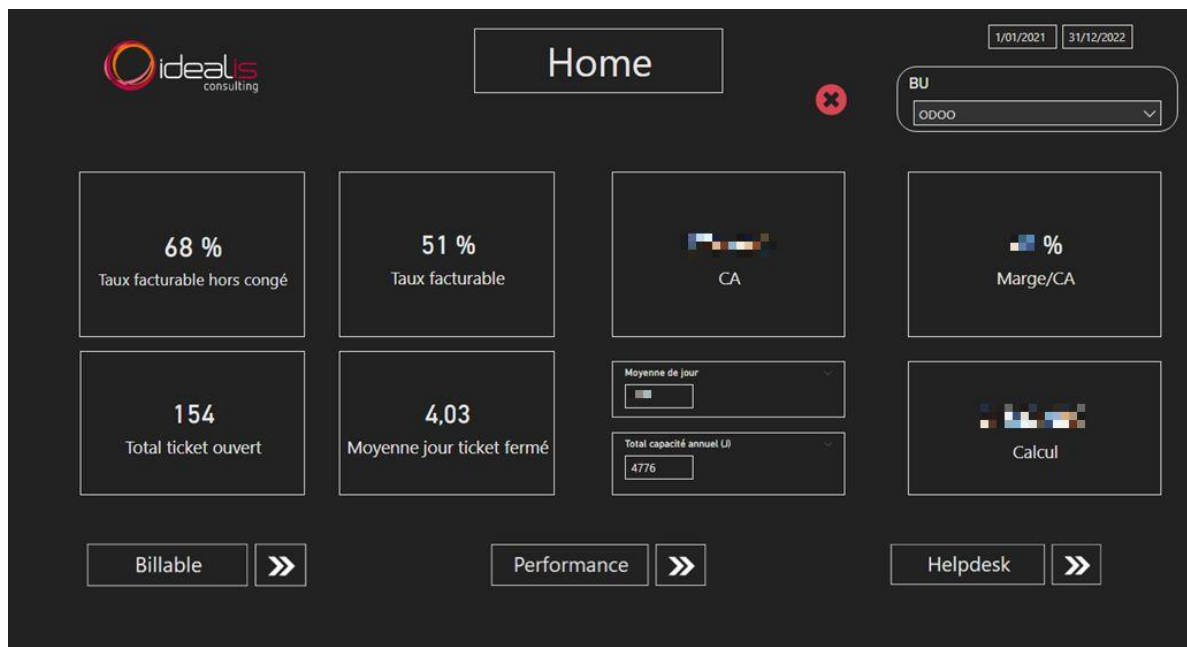 idealis
consulting
Home
1/01/2021 31/12/2022
BU
ODOO
68 %
Taux facturable hors congé
51 %
Taux facturable
CA
%
Marge/CA
154
Total ticket ouvert
4,03
Moyenne jour ticket fermé
Moyenne de jour
Total capacité annuel (J)
4776
Calcul
Billable
Performance
Helpdesk